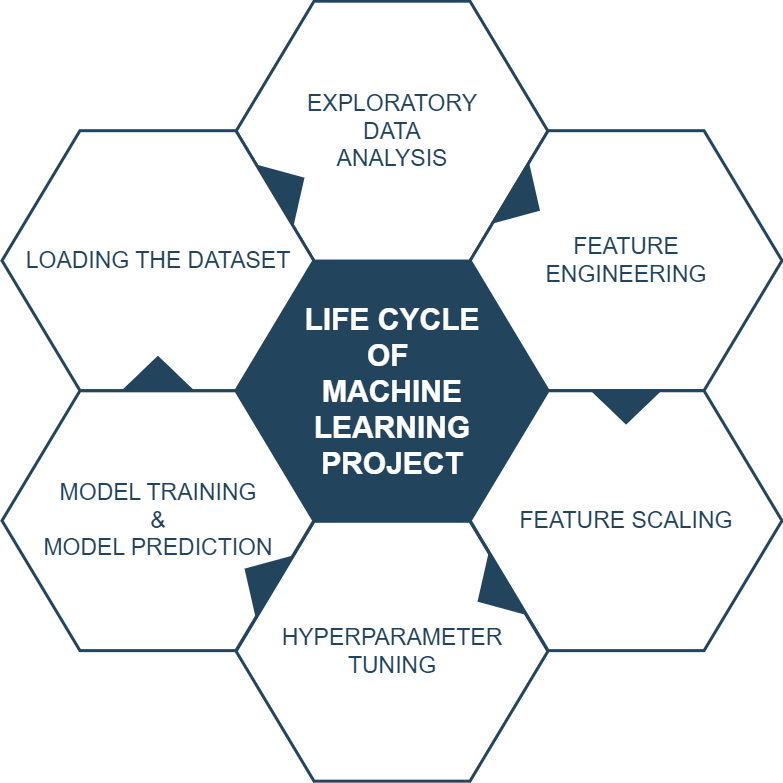 EXPLORATORY
DATA
ANALYSIS
LOADING THE DATASET
FEATURE
ENGINEERING
LIFE CYCLE
OF
MACHINE
LEARNING
PROJECT
MODEL TRAINING
&
MODEL PREDICTION
FEATURE SCALING
HYPERPARAMETER
TUNING